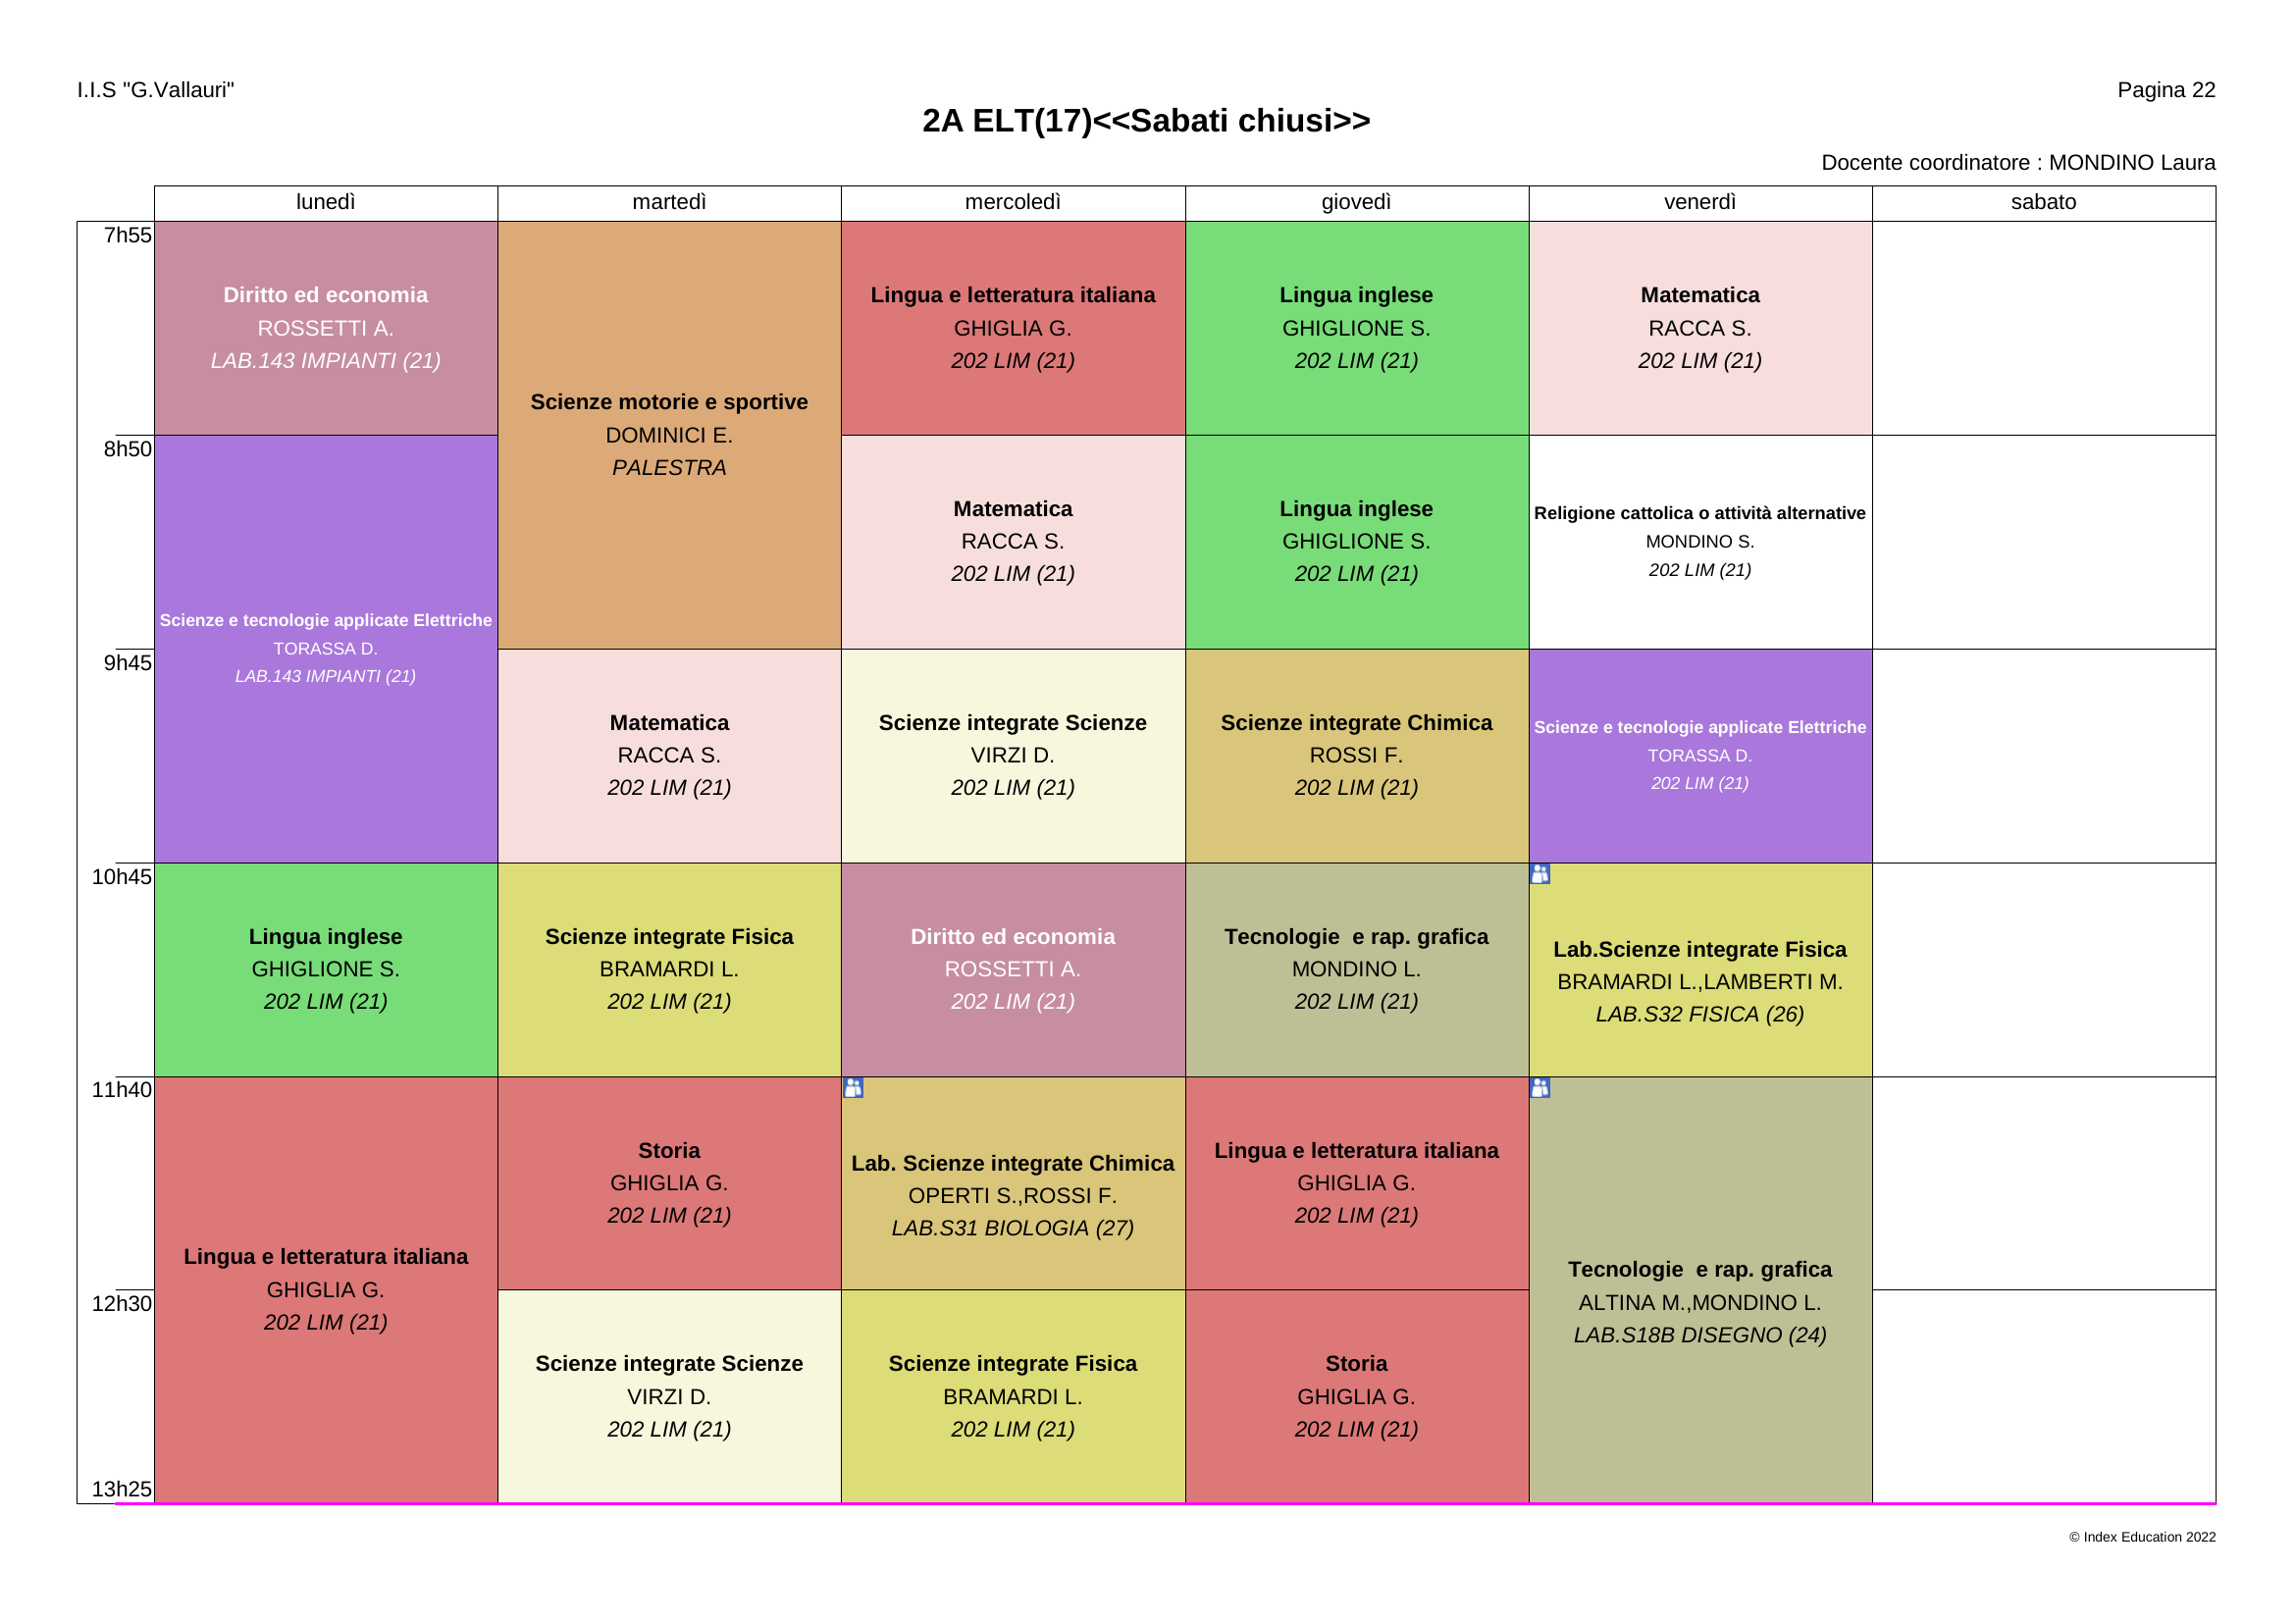 I.I.S "G.Vallauri"
Pagina 22
2A ELT(17)<<Sabati chiusi>>
Docente coordinatore : MONDINO Laura
lunedì
martedì
mercoledì
giovedì
venerdì
sabato
7h55
Diritto ed economia
ROSSETTI A.
LAB.143 IMPIANTI (21)
Scienze motorie e sportive
DOMINICI E.
PALESTRA
Lingua e letteratura italiana
GHIGLIA G.
202 LIM (21)
Lingua inglese
GHIGLIONE S.
202 LIM (21)
Matematica
RACCA S.
202 LIM (21)
8h50
Scienze e tecnologie applicate Elettriche
TORASSA D.
LAB.143 IMPIANTI (21)
Matematica
RACCA S.
202 LIM (21)
Lingua inglese
GHIGLIONE S.
202 LIM (21)
Religione cattolica o attività alternative
MONDINO S.
202 LIM (21)
9h45
Matematica
RACCA S.
202 LIM (21)
Scienze integrate Scienze
VIRZI D.
202 LIM (21)
Scienze integrate Chimica
ROSSI F.
202 LIM (21)
Scienze e tecnologie applicate Elettriche
TORASSA D.
202 LIM (21)
10h45
Lingua inglese
GHIGLIONE S.
202 LIM (21)
Scienze integrate Fisica
BRAMARDI L.
202 LIM (21)
Diritto ed economia
ROSSETTI A.
202 LIM (21)
Tecnologie  e rap. grafica
MONDINO L.
202 LIM (21)
Lab.Scienze integrate Fisica
BRAMARDI L.,LAMBERTI M.
LAB.S32 FISICA (26)
11h40
Lingua e letteratura italiana
GHIGLIA G.
202 LIM (21)
Storia
GHIGLIA G.
202 LIM (21)
Lab. Scienze integrate Chimica
OPERTI S.,ROSSI F.
LAB.S31 BIOLOGIA (27)
Lingua e letteratura italiana
GHIGLIA G.
202 LIM (21)
Tecnologie  e rap. grafica
ALTINA M.,MONDINO L.
LAB.S18B DISEGNO (24)
12h30
Scienze integrate Scienze
VIRZI D.
202 LIM (21)
Scienze integrate Fisica
BRAMARDI L.
202 LIM (21)
Storia
GHIGLIA G.
202 LIM (21)
13h25
© Index Education 2022